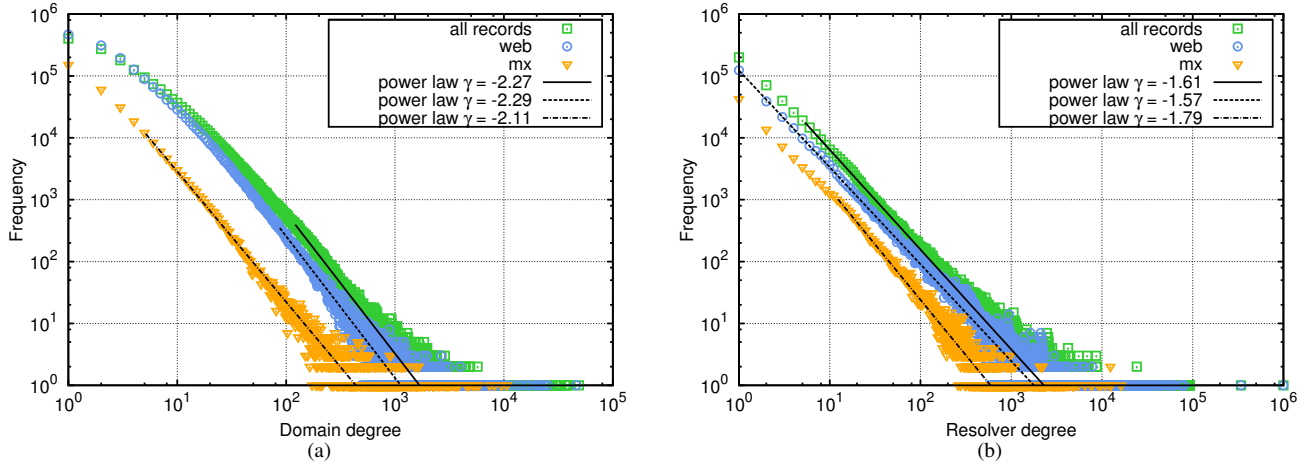 10^6
10^5
10^4
10^3
10^2
10^1
10^0
Frequency
all records
web
mx
power law γ = -2.27
power law γ = -2.29
power law γ = -2.11
10^0 10^1 10^2 10^3 10^4 10^5
Domain degree
(a)
10^6
10^5
10^4
10^3
10^2
10^1
10^0
Frequency
all records
web
mx
power law γ = -1.61
power law γ = -1.57
power law γ = -1.79
10^0 10^1 10^2 10^3 10^4 10^5 10^6
Resolver degree
(b)